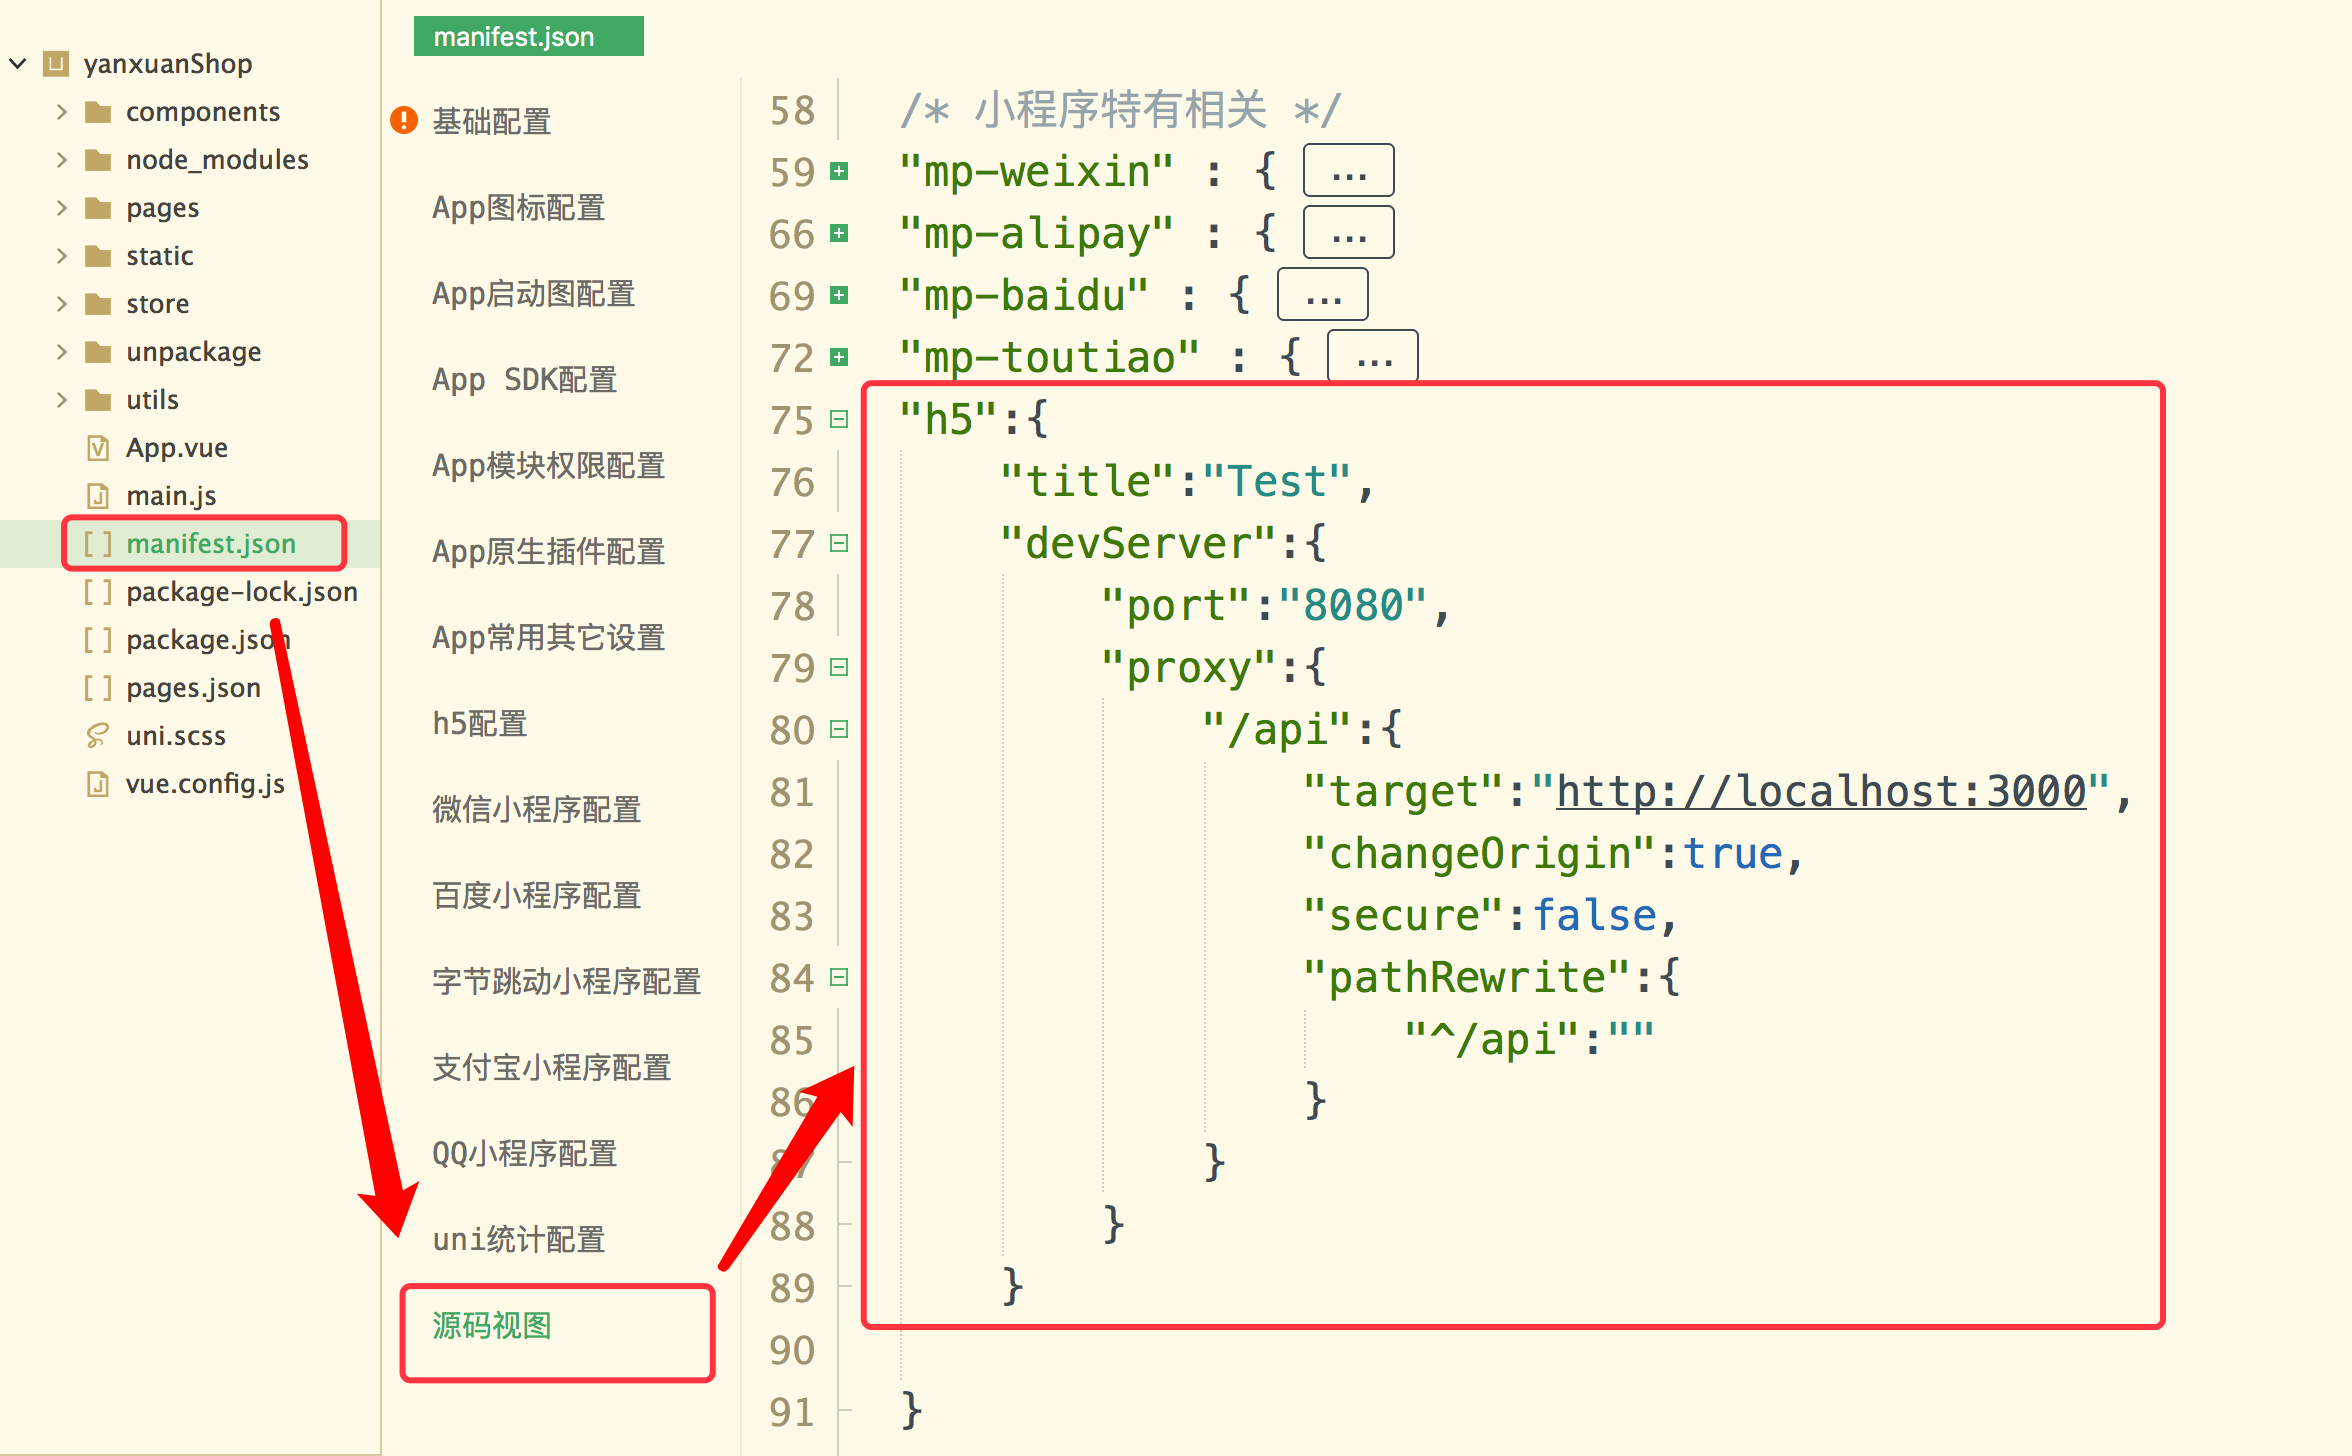 yanxuanShop
components
node_modules
pages
static
store
unpackage
utils
App.vue
main.js
manifest.json
package-lock.json
package.json
pages.json
uni.scss
vue.config.js
manifest.json
基础配置
App图标配置
App启动图配置
App SDK配置
App模块权限配置
App原生插件配置
App常用其它设置
h5配置
微信小程序配置
百度小程序配置
字节跳动小程序配置
支付宝小程序配置
QQ小程序配置
uni统计配置
源码视图
58 /* 小程序特有相关 */
59 "mp-weixin" : { ...
66 "mp-alipay" : { ...
69 "mp-baidu" : { ...
72 "mp-toutiao" : { ...
75 "h5":{
76 "title":"Test",
77 "devServer":{
78 "port":"8080",
79 "proxy":{
80 "/api":{
81 "target":"http://localhost:3000",
82 "changeOrigin":true,
83 "secure":false,
84 "pathRewrite":{
85 "^/api":""
86 }
87 }
88 }
89 }
90
91 }